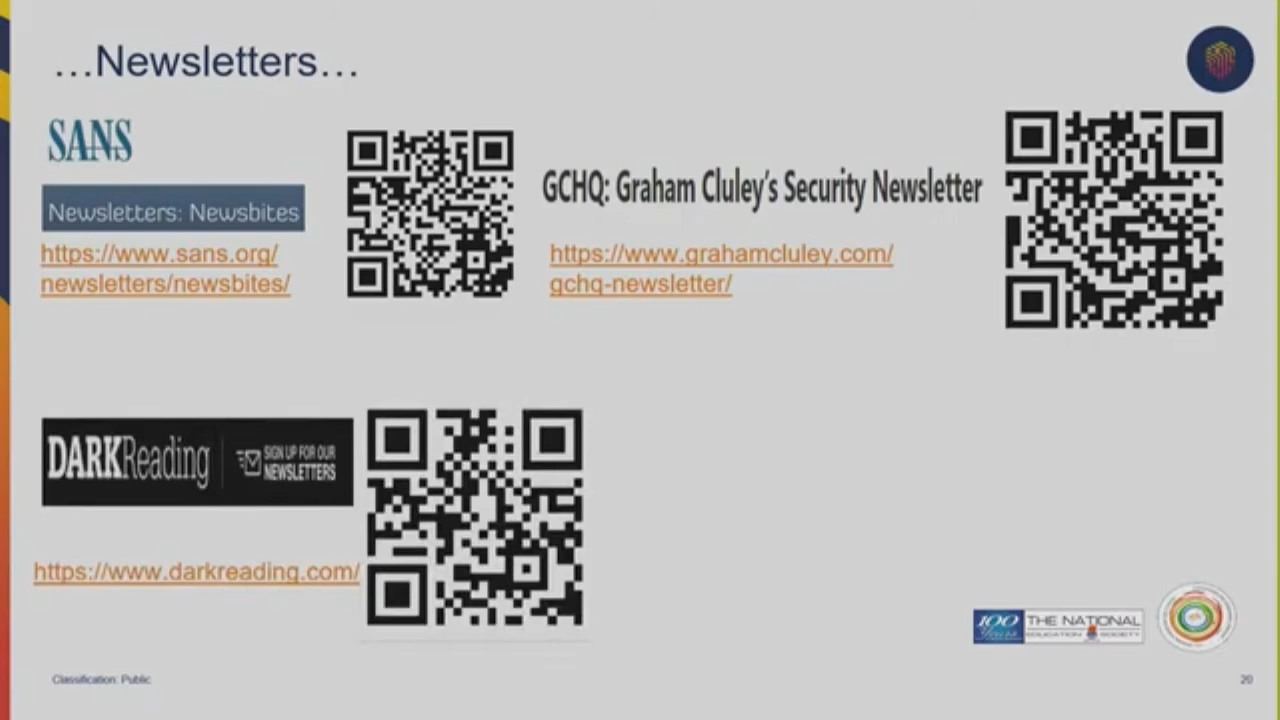 …Newsletters…
SANS
Newsletters: Newsbites
https://www.sans.org/
newsletters/newsbites/
GCHQ: Graham Cluley's Security Newsletter
https://www.grahamcluley.com/
gchq-newsletter/
DARKReading
SIGN UP FOR OUR
NEWSLETTERS
https://www.darkreading.com/
100
Years
THE NATIONAL
EDUCATION SOCIETY
Classification: Public
20